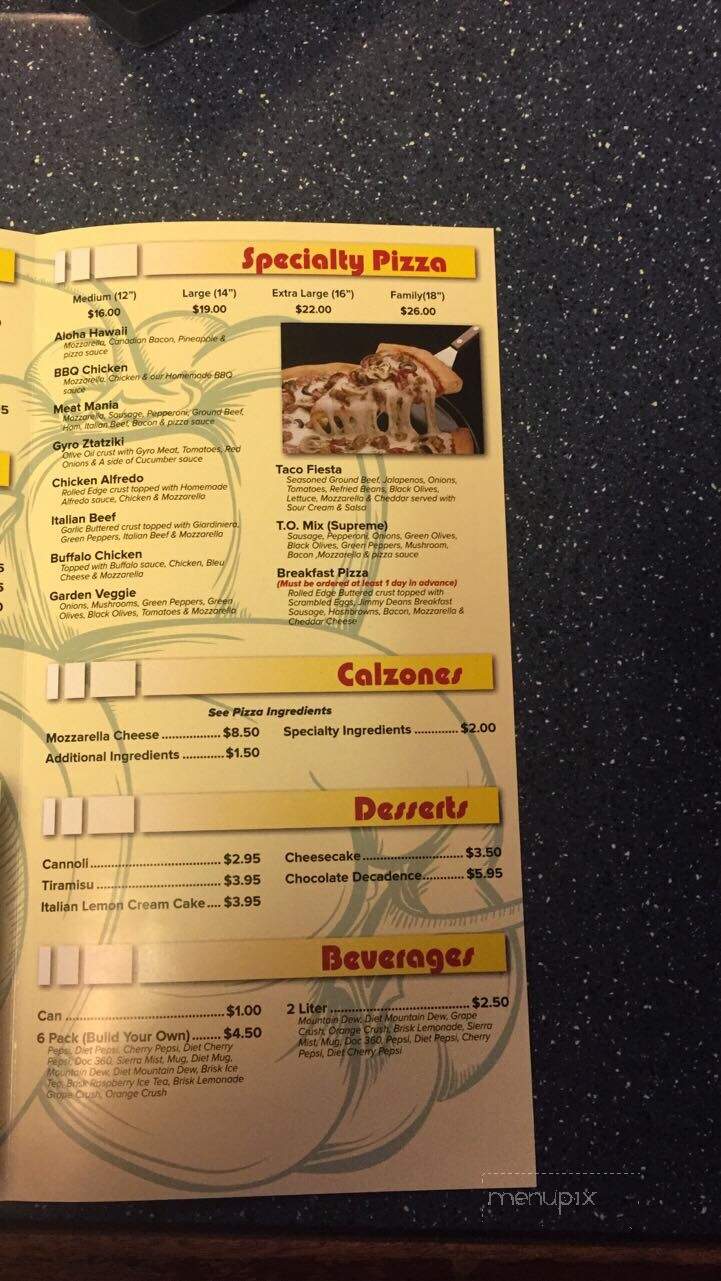 Specialty Pizza
Medium (12") Large (14") Extra Large (16") Family(18")
$16.00 $19.00 $22.00 $26.00
Aloha Hawaii
Mozzarella, Canadian Bacon, Pineapple &
pizza sauce
BBQ Chicken
Mozzarella, Chicken & our Homemade BBQ
sauce
Meat Mania
Mozzarella, Sausage, Pepperoni, Ground Beef,
Ham, Italian Beef, Bacon & pizza sauce
Gyro Ztatziki
Olive Oil crust with Gyro Meat, Tomatoes, Red
Onions & A side of Cucumber sauce
Chicken Alfredo
Rolled Edge crust topped with Homemade
Alfredo sauce, Chicken & Mozzarella
Italian Beef
Garlic Buttered crust topped with Giardiniera,
Green Peppers, Italian Beef & Mozzarella
Buffalo Chicken
Topped with Buffalo sauce, Chicken, Bleu
Cheese & Mozzarella
Garden Veggie
Onions, Mushrooms, Green Peppers, Green
Olives, Black Olives, Tomatoes & Mozzarella
Taco Fiesta
Seasoned Ground Beef, Jalapenos, Onions,
Tomatoes, Refried Beans, Black Olives,
Lettuce, Mozzarella & Cheddar served with
Sour Cream & Salsa
T.O. Mix (Supreme)
Sausage, Pepperoni, Onions, Green Olives,
Black Olives, Green Peppers, Mushroom,
Bacon ,Mozzarella & pizza sauce
Breakfast Pizza
(Must be ordered at least 1 day in advance)
Rolled Edge Buttered crust topped with
Scrambled Eggs, Jimmy Deans Breakfast
Sausage, Hashbrowns, Bacon, Mozzarella &
Cheddar Cheese
Calzones
See Pizza Ingredients
Mozzarella Cheese ................ $8.50
Additional Ingredients ............ $1.50
Specialty Ingredients ............. $2.00
Desserts
Cannoli ................................. $2.95
Tiramisu ............................... $3.95
Italian Lemon Cream Cake .... $3.95
Cheesecake .......................... $3.50
Chocolate Decadence ........... $5.95
Beverages
Can ........................................ $1.00
6 Pack (Build Your Own) ........ $4.50
Pepsi, Diet Pepsi, Cherry Pepsi, Diet Cherry
Pepsi, Doc 360, Sierra Mist, Mug, Diet Mug,
Mountain Dew, Diet Mountain Dew, Brisk Ice
Tea, Brisk Raspberry Ice Tea, Brisk Lemonade
Grape Crush, Orange Crush
2 Liter ................................... $2.50
Mountain Dew, Diet Mountain Dew, Grape
Crush, Orange Crush, Brisk Lemonade, Sierra
Mist, Mug, Doc 360, Pepsi, Diet Pepsi, Cherry
Pepsi, Diet Cherry Pepsi
menupix